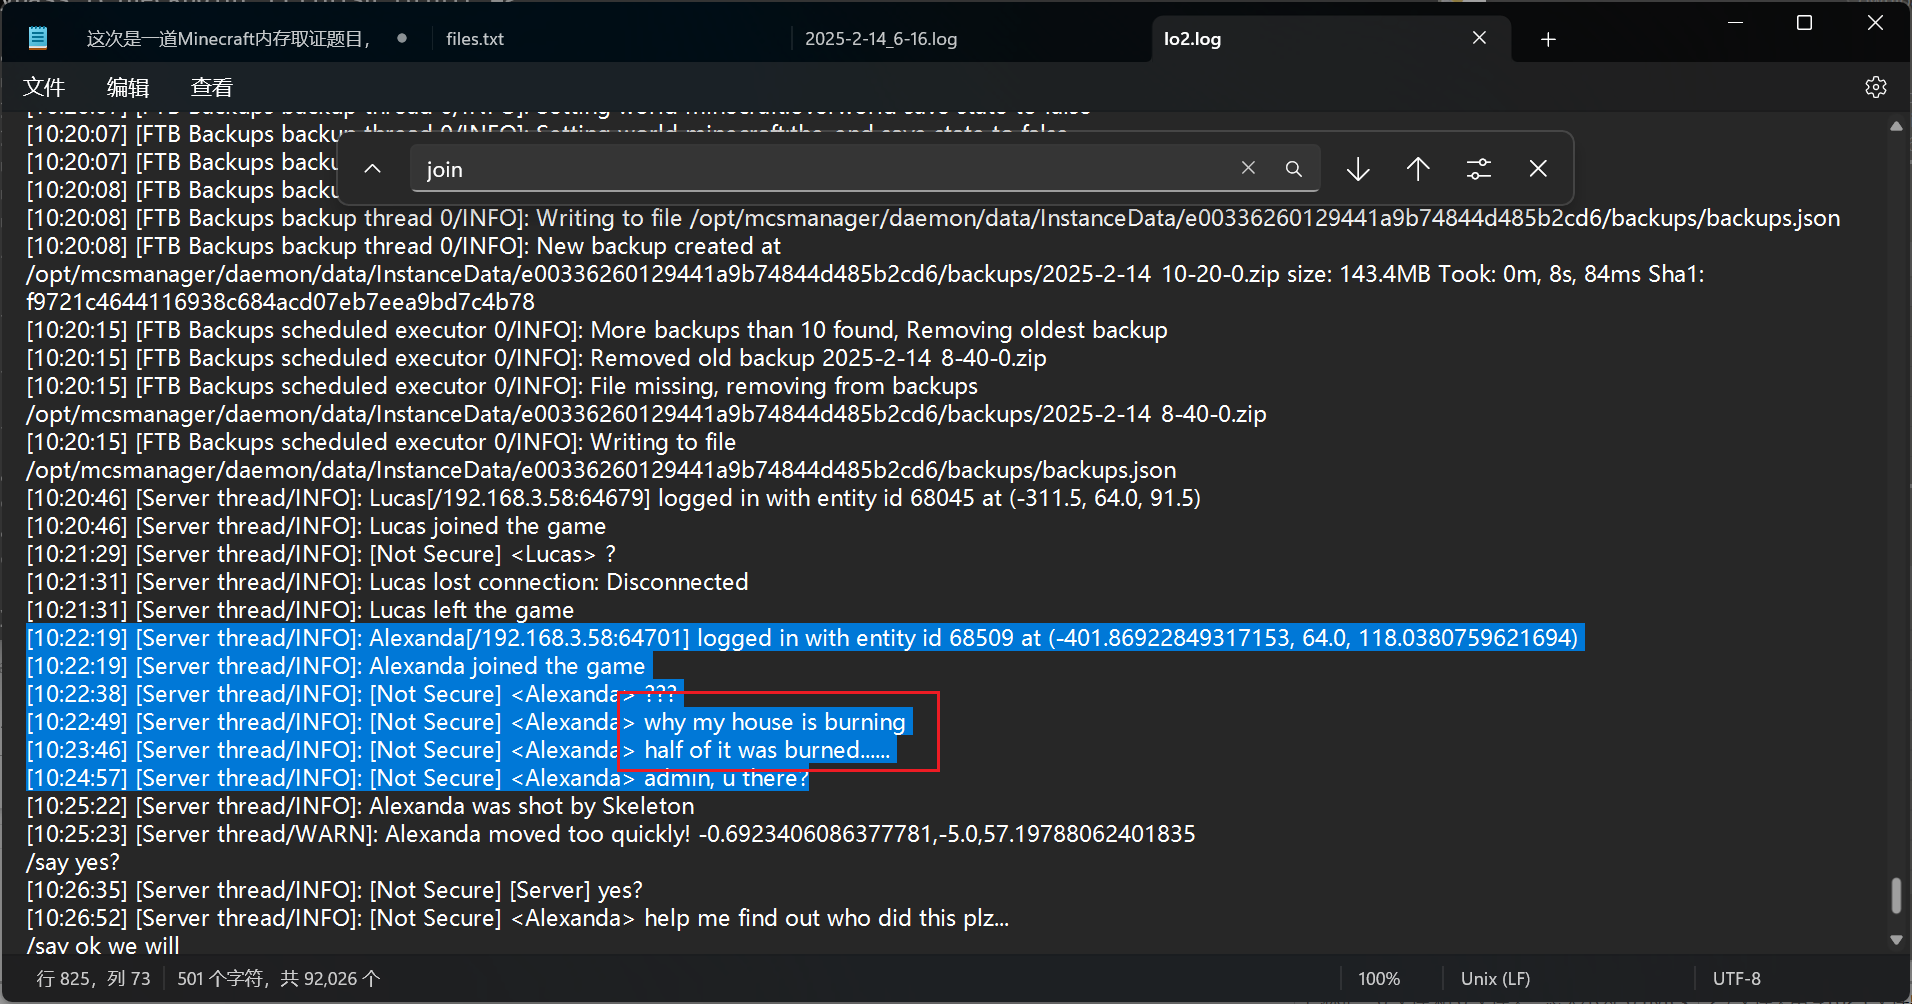 这次是一道Minecraft内存取证题目,
files.txt
2025-2-14_6-16.log
lo2.log
文件 编辑 查看
[10:20:07] [FTB Backups backup thread 0/INFO]: Setting world minecraft:the_end save state to false
[10:20:07] [FTB Backups backu
[10:20:08] [FTB Backups backu
join
[10:20:08] [FTB Backups backup thread 0/INFO]: Writing to file /opt/mcsmanager/daemon/data/InstanceData/e00336260129441a9b74844d485b2cd6/backups/backups.json
[10:20:08] [FTB Backups backup thread 0/INFO]: New backup created at
/opt/mcsmanager/daemon/data/InstanceData/e00336260129441a9b74844d485b2cd6/backups/2025-2-14 10-20-0.zip size: 143.4MB Took: 0m, 8s, 84ms Sha1:
f9721c4644116938c684acd07eb7eea9bd7c4b78
[10:20:15] [FTB Backups scheduled executor 0/INFO]: More backups than 10 found, Removing oldest backup
[10:20:15] [FTB Backups scheduled executor 0/INFO]: Removed old backup 2025-2-14 8-40-0.zip
[10:20:15] [FTB Backups scheduled executor 0/INFO]: File missing, removing from backups
/opt/mcsmanager/daemon/data/InstanceData/e00336260129441a9b74844d485b2cd6/backups/2025-2-14 8-40-0.zip
[10:20:15] [FTB Backups scheduled executor 0/INFO]: Writing to file
/opt/mcsmanager/daemon/data/InstanceData/e00336260129441a9b74844d485b2cd6/backups/backups.json
[10:20:46] [Server thread/INFO]: Lucas[/192.168.3.58:64679] logged in with entity id 68045 at (-311.5, 64.0, 91.5)
[10:20:46] [Server thread/INFO]: Lucas joined the game
[10:21:29] [Server thread/INFO]: [Not Secure] <Lucas> ?
[10:21:31] [Server thread/INFO]: Lucas lost connection: Disconnected
[10:21:31] [Server thread/INFO]: Lucas left the game
[10:22:19] [Server thread/INFO]: Alexanda[/192.168.3.58:64701] logged in with entity id 68509 at (-401.86922849317153, 64.0, 118.0380759621694)
[10:22:19] [Server thread/INFO]: Alexanda joined the game
[10:22:38] [Server thread/INFO]: [Not Secure] <Alexanda> ???
[10:22:49] [Server thread/INFO]: [Not Secure] <Alexanda> why my house is burning
[10:23:46] [Server thread/INFO]: [Not Secure] <Alexanda> half of it was burned......
[10:24:57] [Server thread/INFO]: [Not Secure] <Alexanda> admin, u there?
[10:25:22] [Server thread/INFO]: Alexanda was shot by Skeleton
[10:25:23] [Server thread/WARN]: Alexanda moved too quickly! -0.6923406086377781,-5.0,57.19788062401835
/say yes?
[10:26:35] [Server thread/INFO]: [Not Secure] [Server] yes?
[10:26:52] [Server thread/INFO]: [Not Secure] <Alexanda> help me find out who did this plz...
/say ok we will
行 825, 列 73 501 个字符, 共 92,026 个 100% Unix (LF) UTF-8